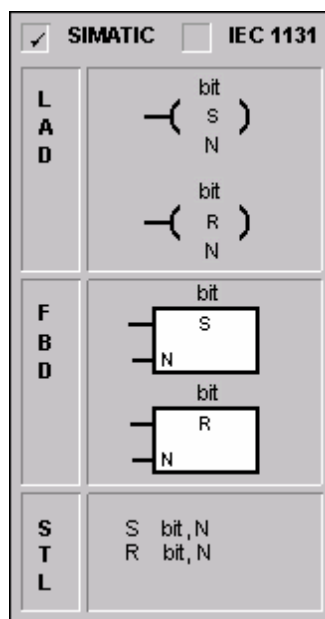 ✓ SIMATIC IEC 1131
L
A
D
bit
S
N
bit
R
N
F
B
D
bit
S
N
bit
R
N
S
T
L
S bit, N
R bit, N